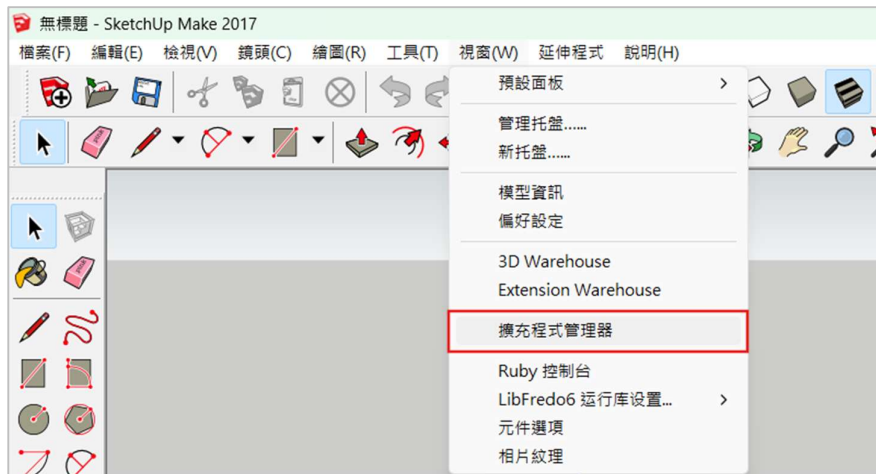 無標題 - SketchUp Make 2017
檔案(F) 編輯(E) 檢視(V) 鏡頭(C) 繪圖(R) 工具(T) 視窗(W) 延伸程式 說明(H)
預設面板
管理托盤......
新托盤......
模型資訊
偏好設定
3D Warehouse
Extension Warehouse
擴充程式管理器
Ruby 控制台
LibFredo6 运行库设置...
元件選項
相片紋理